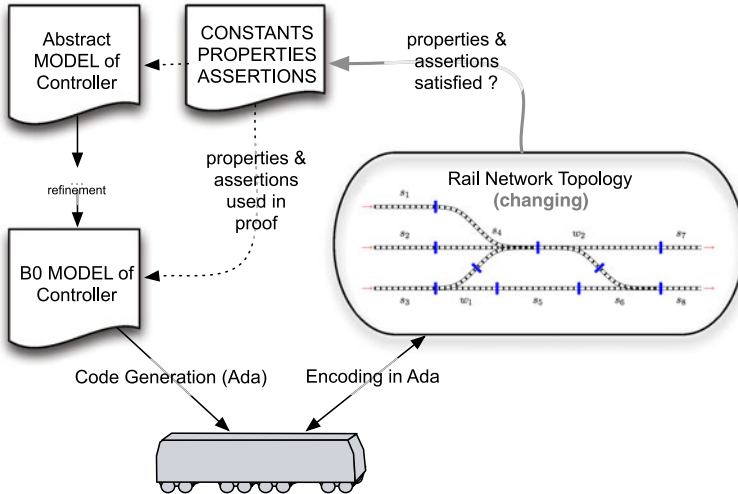 Abstract
MODEL of
Controller
CONSTANTS
PROPERTIES
ASSERTIONS
properties &
assertions
satisfied ?
refinement
properties &
assertions
used in
proof
B0 MODEL of
Controller
Rail Network Topology
(changing)
s1
s2
s4
w2
s7
s3
w1
s5
s6
s8
Code Generation (Ada)
Encoding in Ada